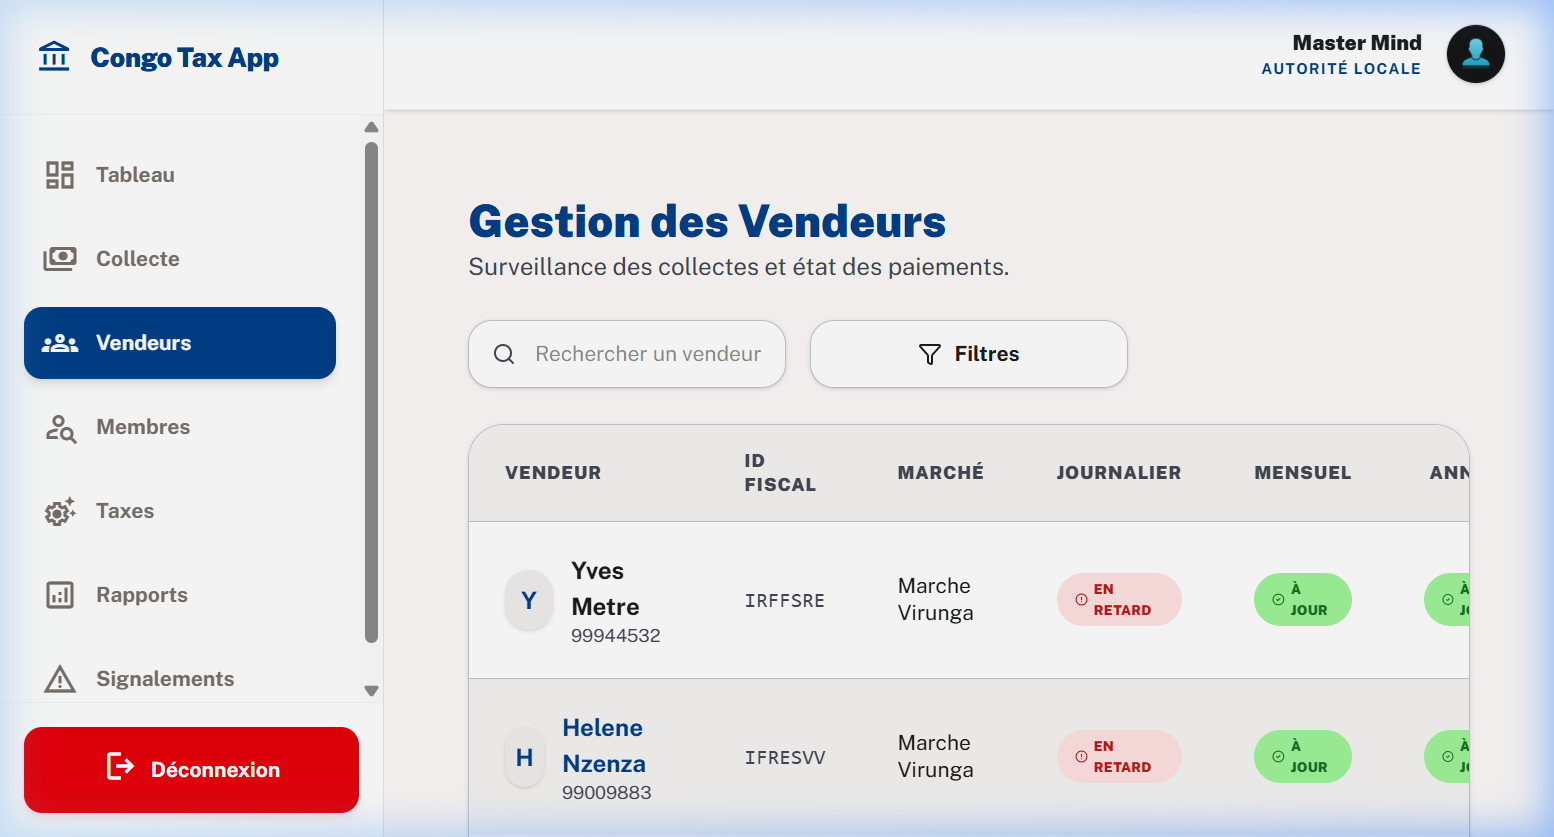 Congo Tax App
Master Mind
AUTORITÉ LOCALE
Tableau
Collecte
Vendeurs
Membres
Taxes
Rapports
Signalements
Déconnexion
Gestion des Vendeurs
Surveillance des collectes et état des paiements.
Rechercher un vendeur
Filtres
VENDEUR
ID
FISCAL
MARCHÉ
JOURNALIER
MENSUEL
ANN
Y
Yves
Metre
99944532
IRFFSRE
Marche
Virunga
EN
RETARD
À
JOUR
À
H
Helene
Nzenza
99009883
IFRESVV
Marche
Virunga
EN
RETARD
À
JOUR
À